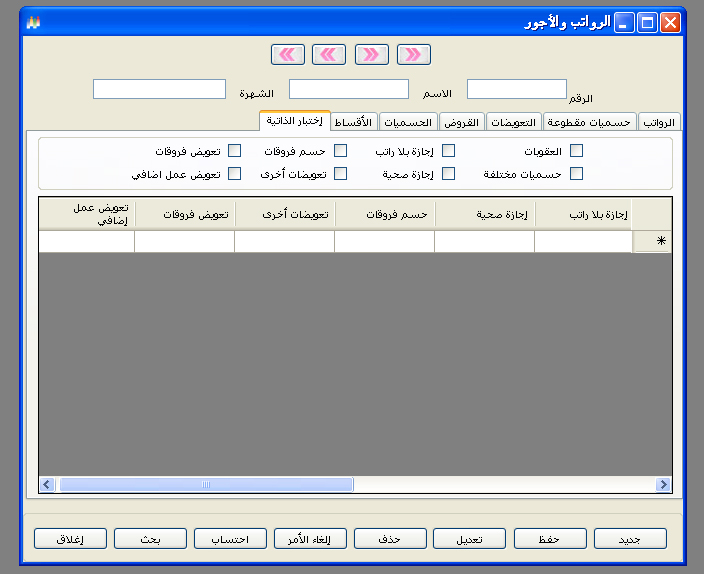 الرواتب والأجور
الرقم الاسم الشهرة
الرواتب حسميات مقطوعة التعويضات القروض الحسميات الأقساط إختبار الذاتية
العقوبات إجازة بلا راتب حسم فروقات تعويض فروقات
حسميات مختلفة إجازة صحية تعويضات أخرى تعويض عمل اضافي
إجازة بلا راتب إجازة صحية حسم فروقات تعويضات أخرى تعويض فروقات تعويض عمل
إضافي
جديد حفظ تعديل حذف إلغاء الأمر احتساب بحث إغلاق